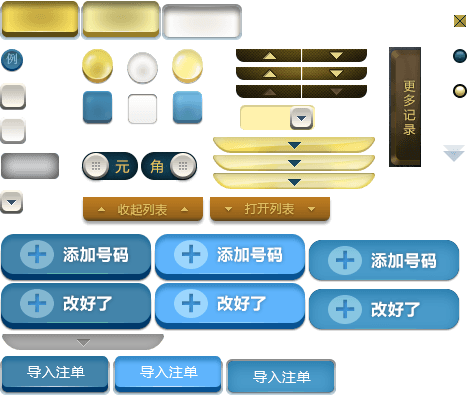 例
更多记录
元 角
收起列表 打开列表
添加号码 添加号码 添加号码
改好了 改好了 改好了
导入注单 导入注单 导入注单